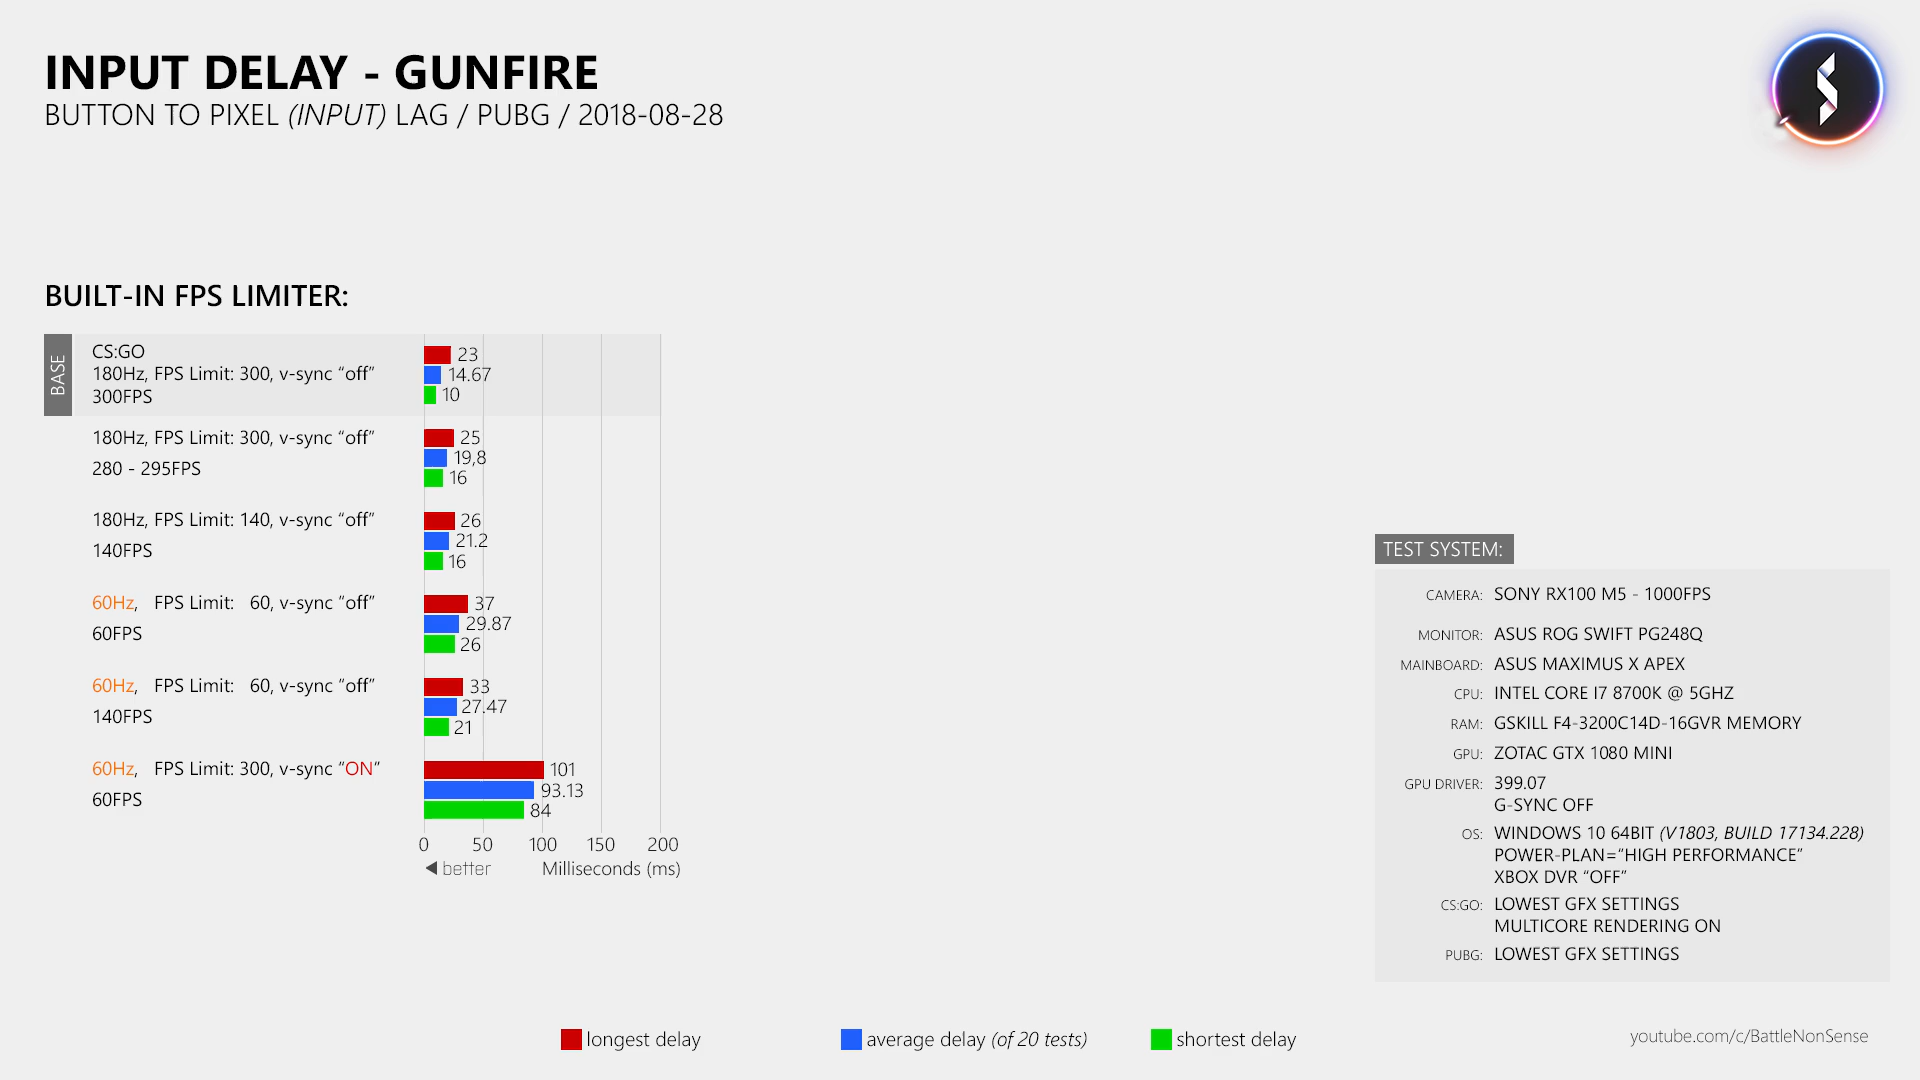 INPUT DELAY - GUNFIRE
BUTTON TO PIXEL (INPUT) LAG / PUBG / 2018-08-28
BUILT-IN FPS LIMITER:
BASE
CS:GO
180Hz, FPS Limit: 300, v-sync “off”
300FPS
23
14.67
10
180Hz, FPS Limit: 300, v-sync “off”
280 - 295FPS
25
19,8
16
180Hz, FPS Limit: 140, v-sync “off”
140FPS
26
21.2
16
60Hz, FPS Limit: 60, v-sync “off”
60FPS
37
29.87
26
60Hz, FPS Limit: 60, v-sync “off”
140FPS
33
27.47
21
60Hz, FPS Limit: 300, v-sync “ON”
60FPS
101
93.13
84
0 50 100 150 200
better Milliseconds (ms)
TEST SYSTEM:
CAMERA: SONY RX100 M5 - 1000FPS
MONITOR: ASUS ROG SWIFT PG248Q
MAINBOARD: ASUS MAXIMUS X APEX
CPU: INTEL CORE I7 8700K @ 5GHZ
RAM: GSKILL F4-3200C14D-16GVR MEMORY
GPU: ZOTAC GTX 1080 MINI
GPU DRIVER: 399.07
G-SYNC OFF
OS: WINDOWS 10 64BIT (V1803, BUILD 17134.228)
POWER-PLAN=“HIGH PERFORMANCE”
XBOX DVR “OFF”
CS:GO: LOWEST GFX SETTINGS
MULTICORE RENDERING ON
PUBG: LOWEST GFX SETTINGS
longest delay average delay (of 20 tests) shortest delay
youtube.com/c/BattleNonSense